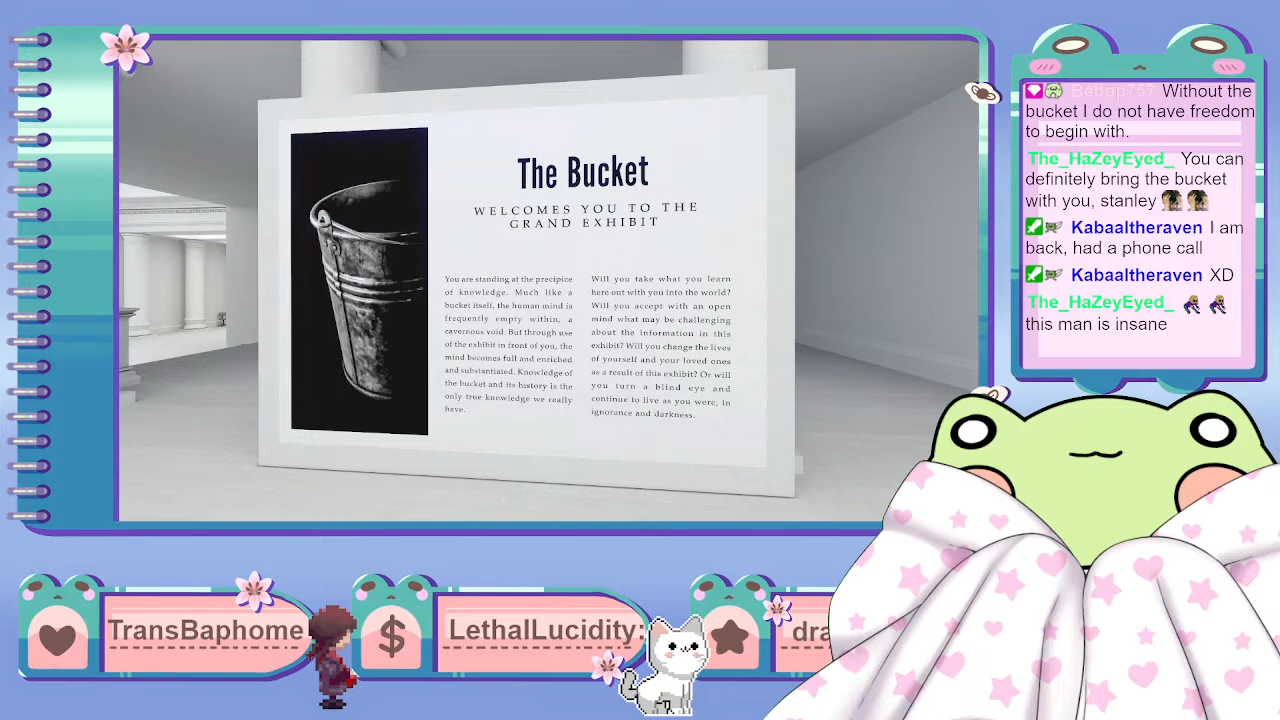 The Bucket
WELCOMES YOU TO THE
GRAND EXHIBIT
You are standing at the precipice
of knowledge. Much like a
bucket itself, the human mind is
frequently empty within, a
cavernous void. But through use
of the exhibit in front of you, the
mind becomes full and enriched
and substantiated. Knowledge of
the bucket and its history is the
only true knowledge we really
have.
Will you take what you learn
here out with you into the world?
Will you accept with an open
mind what may be challenging
about the information in this
exhibit? Will you change the lives
of yourself and your loved ones
as a result of this exhibit? Or will
you turn a blind eye and
continue to live as you were, in
ignorance and darkness.
Bebop757 Without the
bucket I do not have freedom
to begin with.
The_HaZeyEyed_ You can
definitely bring the bucket
with you, stanley
Kabaaltheraven I am
back, had a phone call
Kabaaltheraven XD
The_HaZeyEyed_
this man is insane
TransBaphome
$ LethalLucidity:
dra